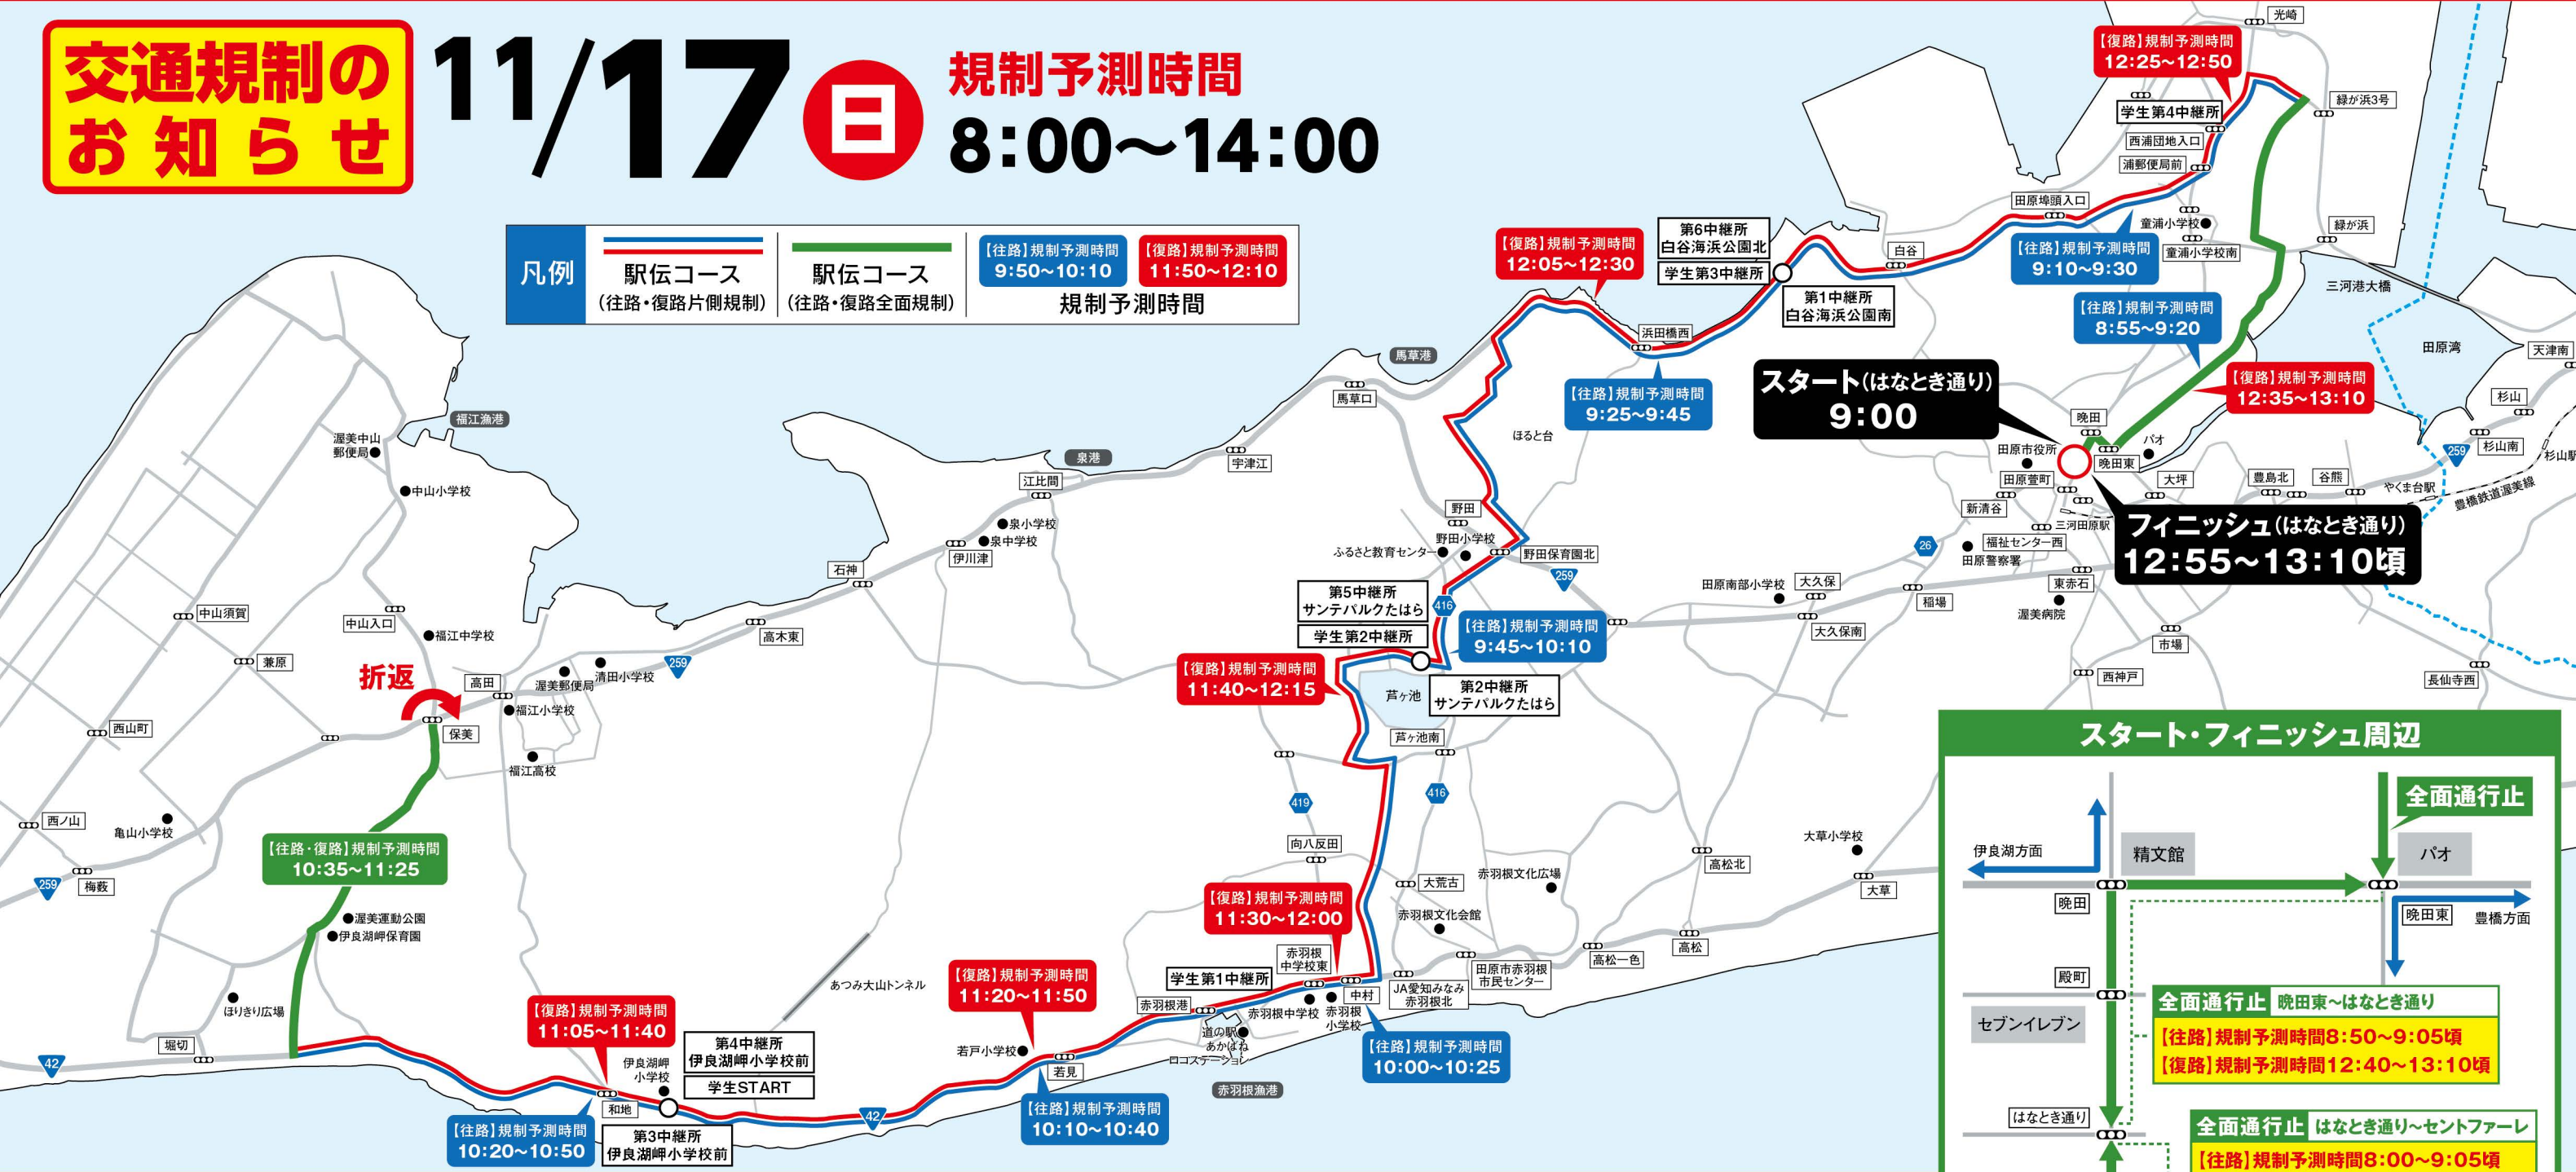 交通規制の
お知らせ
11/17 日
規制予測時間
8:00〜14:00
凡例
駅伝コース
(往路・復路片側規制)
駅伝コース
(往路・復路全面規制)
【往路】規制予測時間
9:50~10:10
【復路】規制予測時間
11:50~12:10
規制予測時間
光崎
【復路】規制予測時間
12:25~12:50
緑が浜3号
学生第4中継所
西浦団地入口
浦郵便局前
田原埠頭入口
童浦小学校
緑が浜
童浦小学校南
【往路】規制予測時間
9:10~9:30
三河港大橋
【往路】規制予測時間
8:55~9:20
田原湾
天津南
杉山
杉山南
杉山駅
259
やくま台駅
豊橋鉄道渥美線
【復路】規制予測時間
12:35~13:10
第6中継所
白谷海浜公園北
学生第3中継所
白谷
第1中継所
白谷海浜公園南
【復路】規制予測時間
12:05~12:30
浜田橋西
【往路】規制予測時間
9:25~9:45
スタート(はなとき通り)
9:00
晩田
パオ
田原市役所
晩田東
田原萱町
大坪
豊島北
谷熊
新清谷
三河田原駅
フィニッシュ(はなとき通り)
12:55~13:10頃
福祉センター西
田原警察署
26
東赤石
渥美病院
市場
西神戸
長仙寺西
稲場
田原南部小学校
大久保
大久保南
馬草港
馬草口
ほると台
宇津江
泉港
江比間
泉小学校
泉中学校
伊川津
石神
野田
野田小学校
ふるさと教育センター
野田保育園北
259
第5中継所
サンテパルクたはら
学生第2中継所
416
【往路】規制予測時間
9:45~10:10
【復路】規制予測時間
11:40~12:15
芦ヶ池
第2中継所
サンテパルクたはら
芦ヶ池南
419
416
向八反田
大荒古
赤羽根文化広場
赤羽根文化会館
高松北
大草小学校
大草
高松
高松一色
田原市赤羽根
市民センター
JA愛知みなみ
赤羽根北
【復路】規制予測時間
11:30~12:00
赤羽根
中学校東
中村
学生第1中継所
赤羽根港
赤羽根中学校
赤羽根
小学校
道の駅
あかばね
ロコステーション
赤羽根漁港
【往路】規制予測時間
10:00~10:25
福江漁港
渥美中山
郵便局
中山小学校
中山須賀
中山入口
福江中学校
兼原
折返
高田
渥美郵便局
清田小学校
259
高木東
福江小学校
保美
福江高校
西山町
西ノ山
亀山小学校
259
梅薮
【往路・復路】規制予測時間
10:35~11:25
渥美運動公園
伊良湖岬保育園
ほりきり広場
堀切
42
【復路】規制予測時間
11:05~11:40
伊良湖岬
小学校
第4中継所
伊良湖岬小学校前
学生START
和地
【往路】規制予測時間
10:20~10:50
第3中継所
伊良湖岬小学校前
あつみ大山トンネル
【復路】規制予測時間
11:20~11:50
若戸小学校
若見
42
【往路】規制予測時間
10:10~10:40
スタート・フィニッシュ周辺
全面通行止
伊良湖方面
精文館
パオ
晩田
晩田東
豊橋方面
殿町
セブンイレブン
全面通行止 晩田東〜はなとき通り
【往路】規制予測時間8:50〜9:05頃
【復路】規制予測時間12:40〜13:10頃
はなとき通り
全面通行止 はなとき通り〜セントファーレ
【往路】規制予測時間8:00〜9:05頃